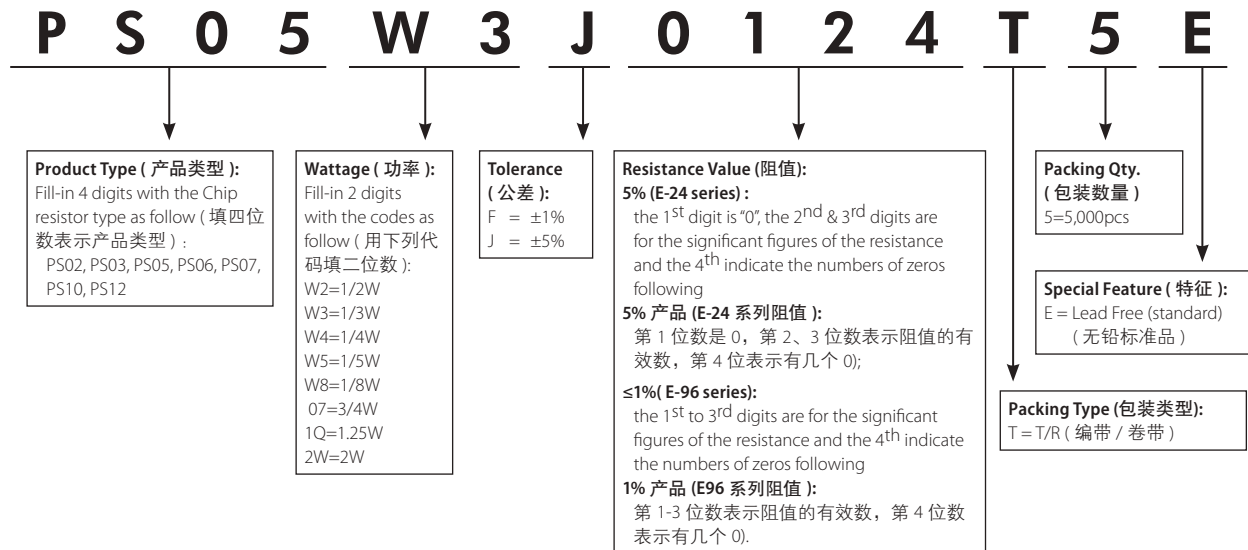 P S 0 5 W 3 J 0 1 2 4 T 5 E
Product Type ( 产品类型 ):
Fill-in 4 digits with the Chip
resistor type as follow ( 填四位
数表示产品类型 ) :
PS02, PS03, PS05, PS06, PS07,
PS10, PS12
Wattage ( 功率 ):
Fill-in 2 digits
with the codes as
follow ( 用下列代
码填二位数 ):
W2=1/2W
W3=1/3W
W4=1/4W
W5=1/5W
W8=1/8W
07=3/4W
1Q=1.25W
2W=2W
Tolerance
( 公差 ):
F = ±1%
J = ±5%
Resistance Value (阻值):
5% (E-24 series) :
the 1st digit is "0", the 2nd & 3rd digits are
for the significant figures of the resistance
and the 4th indicate the numbers of zeros
following
5% 产品 (E-24 系列阻值 ):
第 1 位数是 0，第 2、3 位数表示阻值的有
效数，第 4 位表示有几个 0);
≤1%( E-96 series):
the 1st to 3rd digits are for the significant
figures of the resistance and the 4th indicate
the numbers of zeros following
1% 产品 (E96 系列阻值 ):
第 1-3 位数表示阻值的有效数，第 4 位数
表示有几个 0).
Packing Qty.
( 包装数量 )
5=5,000pcs
Special Feature ( 特征 ):
E = Lead Free (standard)
( 无铅标准品 )
Packing Type (包装类型):
T = T/R ( 编带 / 卷带 )